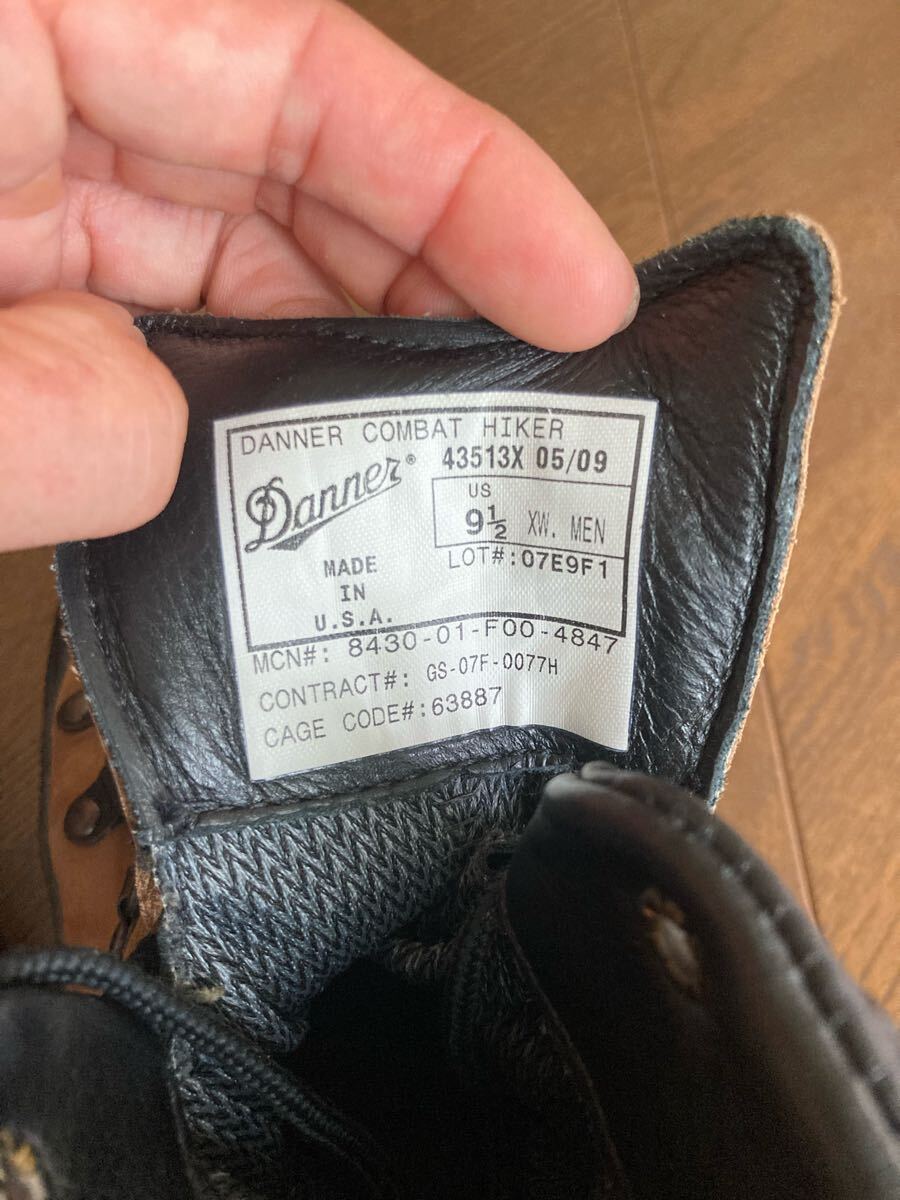 DANNER COMBAT HIKER
Danner®
43513X 05/09
US
9½ XW. MEN
LOT#:07E9F1
MADE
IN
U.S.A.
MCN#: 8430-01-F00-4847
CONTRACT#: GS-07F-0077H
CAGE CODE#:63887